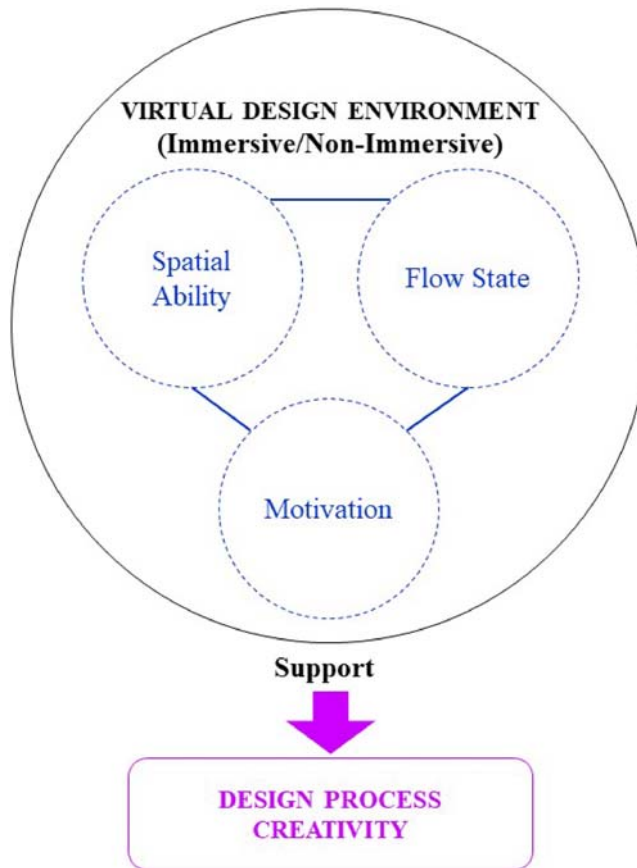 VIRTUAL DESIGN ENVIRONMENT
(Immersive/Non-Immersive)
Spatial
Ability
Flow State
Motivation
Support
DESIGN PROCESS
CREATIVITY